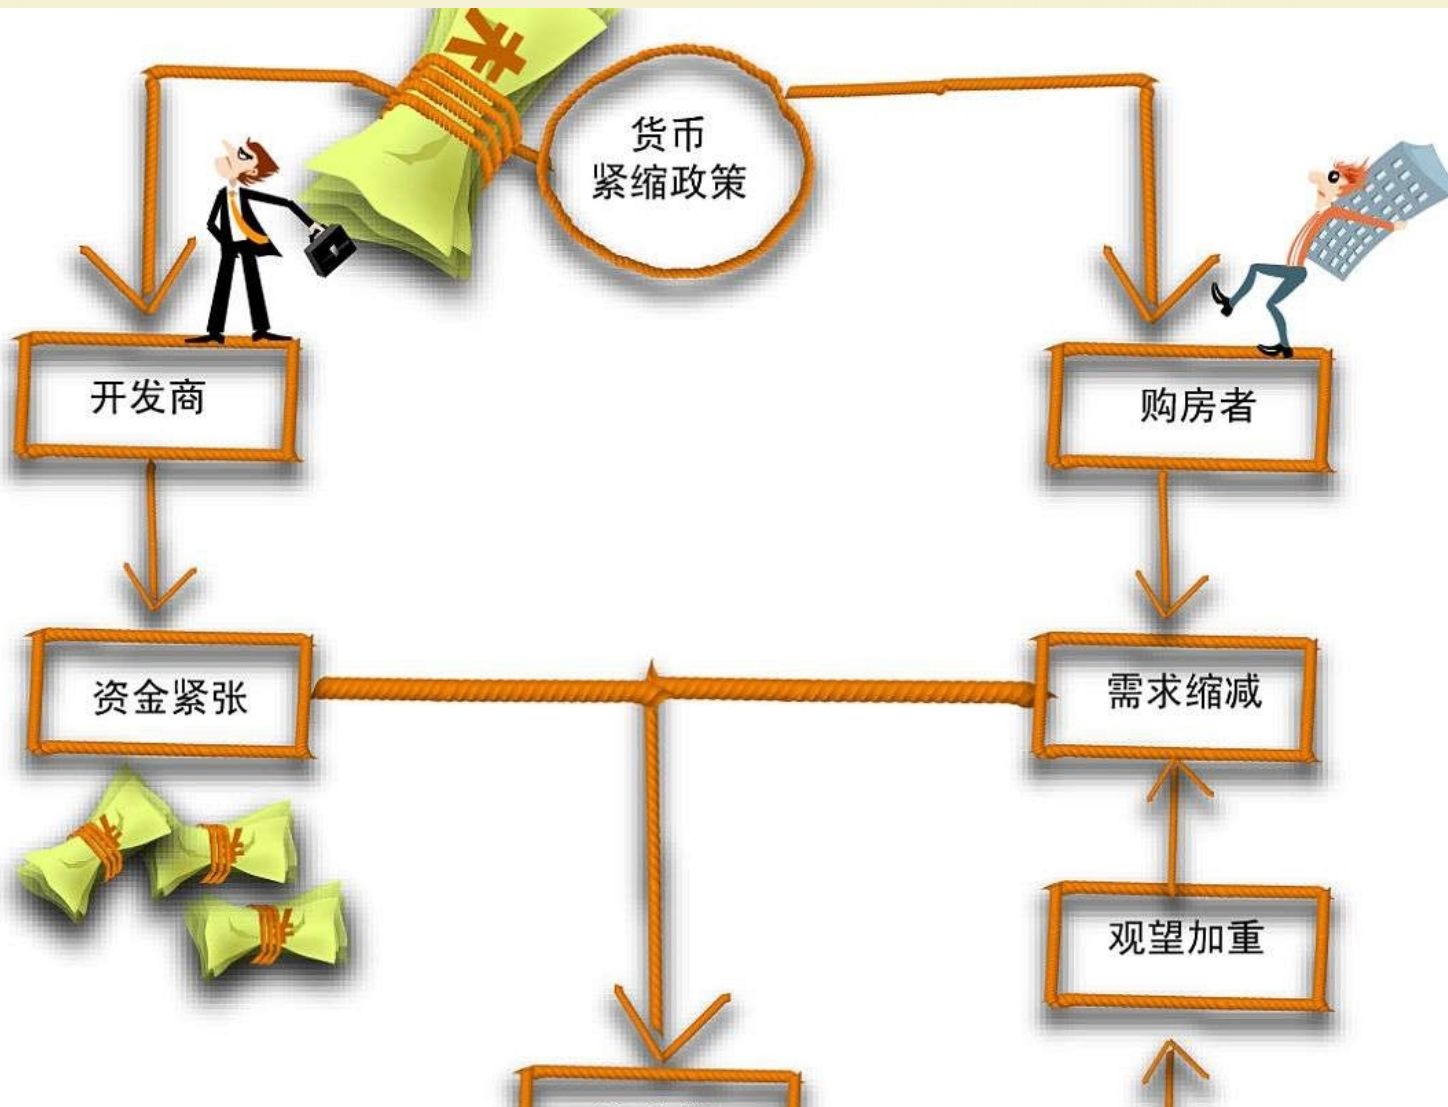 货币
紧缩政策
开发商
购房者
资金紧张
需求缩减
观望加重